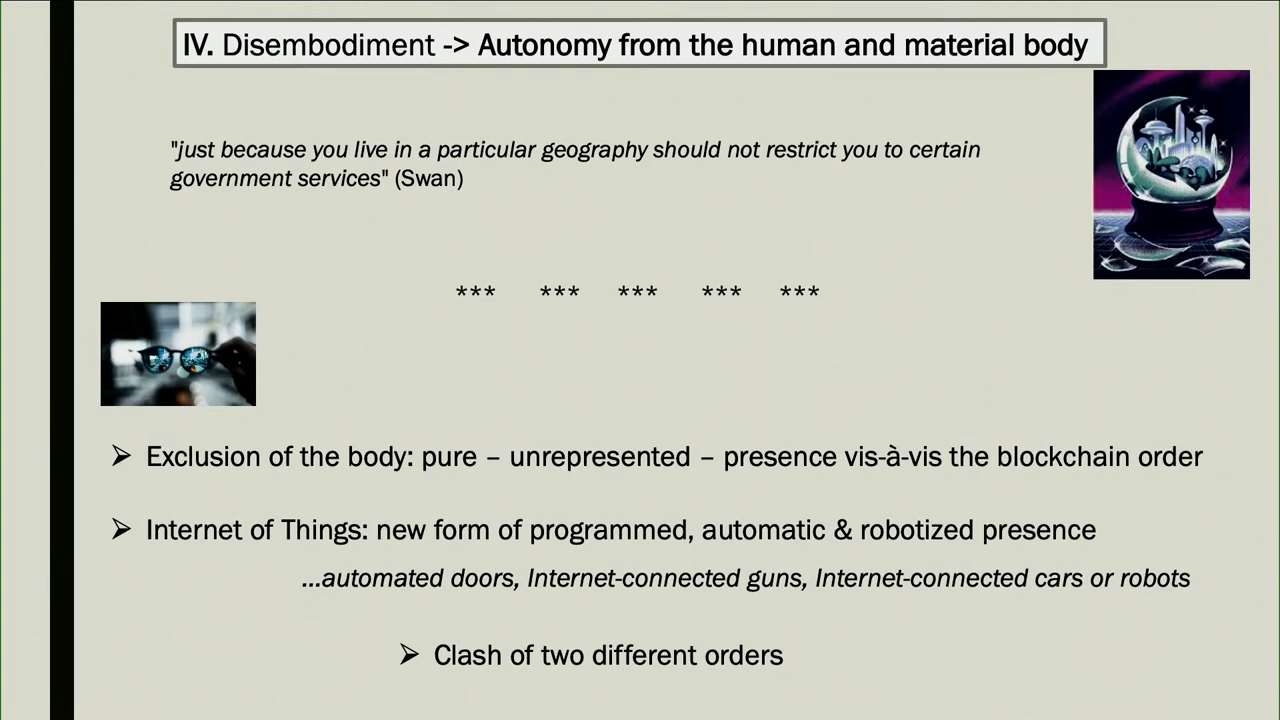 IV. Disembodiment -> Autonomy from the human and material body
"just because you live in a particular geography should not restrict you to certain
government services" (Swan)
*** *** *** *** ***
➢ Exclusion of the body: pure – unrepresented – presence vis-à-vis the blockchain order
➢ Internet of Things: new form of programmed, automatic & robotized presence
...automated doors, Internet-connected guns, Internet-connected cars or robots
➢ Clash of two different orders